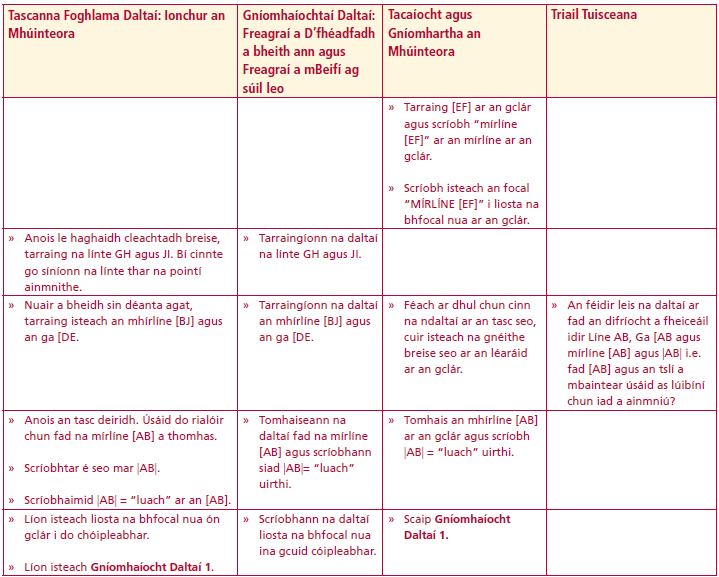 Tascanna Foghlama Daltaí: Ionchur an
Mhúinteora
Gníomhaíochtaí Daltaí:
Freagraí a D'fhéadfadh
a bheith ann agus
Freagraí a mBeifí ag
súil leo
Tacaíocht agus
Gníomhartha an
Mhúinteora
Triail Tuisceana
» Tarraing [EF] ar an gclár
agus scríobh “mírlíne
[EF]” ar an mírlíne ar an
gclár.
» Scríobh isteach an focal
“MÍRLÍNE [EF]” i liosta na
bhfocal nua ar an gclár.
» Anois le haghaidh cleachtadh breise,
tarraing na línte GH agus JI. Bí cinnte
go síníonn na línte thar na pointí
ainmnithe.
» Tarraingíonn na daltaí
na línte GH agus JI.
» Nuair a bheidh sin déanta agat,
tarraing isteach an mhírlíne [BJ] agus
an ga [DE.
» Tarraingíonn na daltaí
an mhírlíne [BJ] agus
an ga [DE.
» Féach ar dhul chun cinn
na ndaltaí ar an tasc seo,
cuir isteach na gnéithe
breise seo ar an léaráid
ar an gclár.
» An féidir leis na daltaí ar
fad an difríocht a fheiceáil
idir Líne AB, Ga [AB agus
mírlíne [AB] agus |AB| i.e.
fad [AB] agus an tslí a
mbaintear úsáid as lúibíní
chun iad a ainmniú?
» Anois an tasc deiridh. Úsáid do rialóir
chun fad na mírlíne [AB] a thomhas.
» Scríobhtar é seo mar |AB|.
» Scríobhaimid |AB| = “luach” ar an [AB].
» Tomhaiseann na
daltaí fad na mírlíne
[AB] agus scríobhann
siad |AB|= “luach”
uirthi.
» Tomhais an mhírlíne [AB]
ar an gclár agus scríobh
|AB| = “luach” uirthi.
» Líon isteach liosta na bhfocal nua ón
gclár i do chóipleabhar.
» Líon isteach Gníomhaíocht Daltaí 1.
» Scríobhann na daltaí
liosta na bhfocal nua
ina gcuid cóipleabhar.
» Scaip Gníomhaíocht
Daltaí 1.